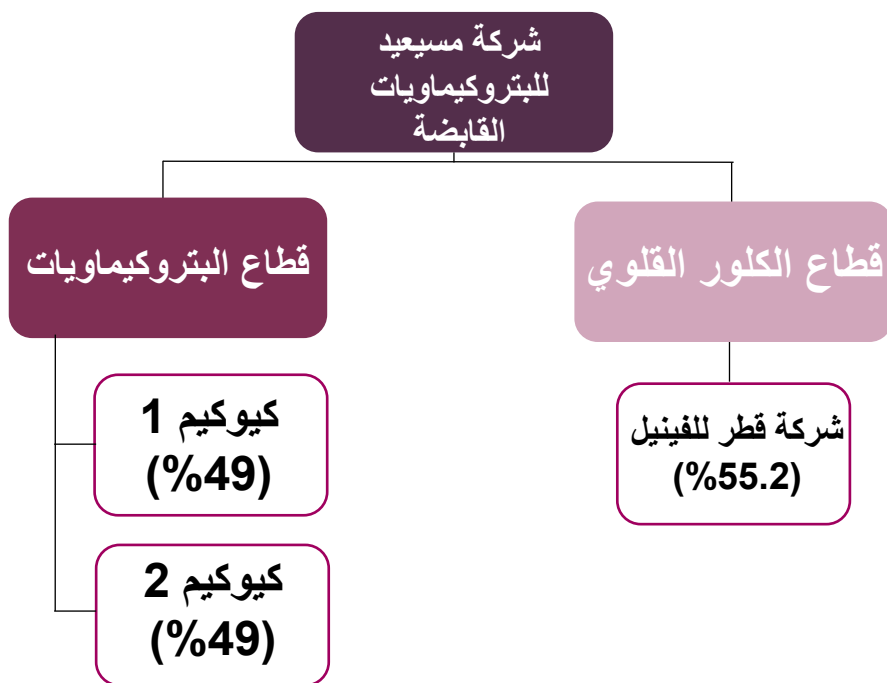 شركة مسيعيد
للبتروكيماويات
القابضة
قطاع الكلور القلوي
شركة قطر للفينيل
(55.2%)
قطاع البتروكيماويات
كيوكيم 1
(49%)
كيوكيم 2
(49%)